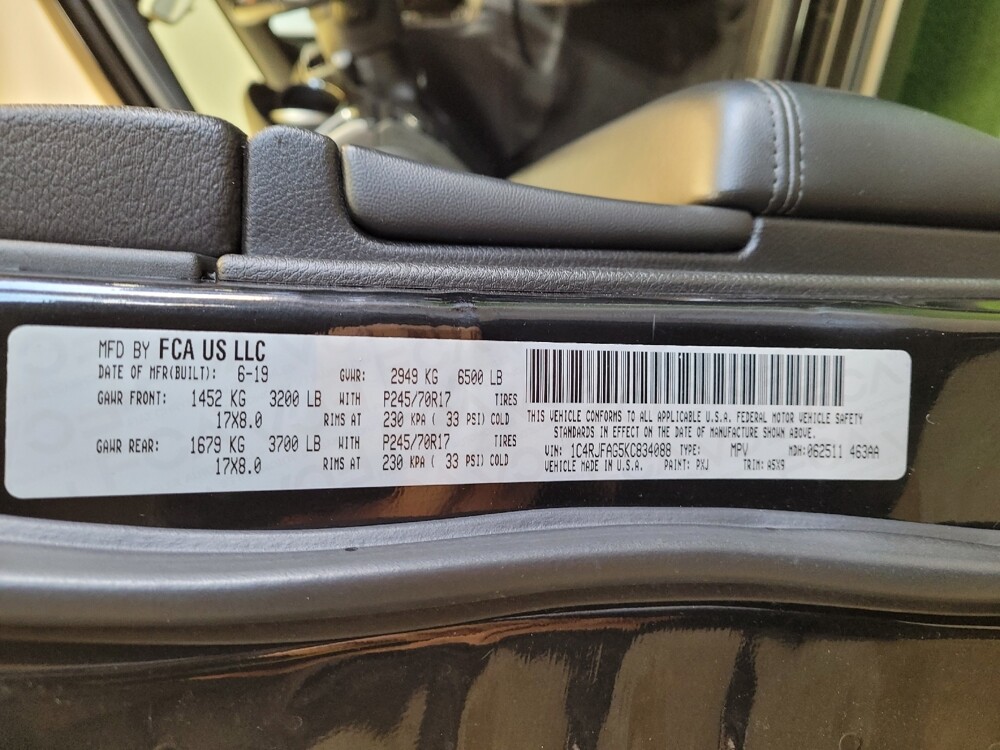 MFD BY FCA US LLC
DATE OF MFR(BUILT): 6-19 GVWR: 2949 KG 6500 LB
GAWR FRONT: 1452 KG 3200 LB WITH P245/70R17 TIRES
17X8.0 RIMS AT 230 KPA ( 33 PSI) COLD
GAWR REAR: 1679 KG 3700 LB WITH P245/70R17 TIRES
17X8.0 RIMS AT 230 KPA ( 33 PSI) COLD
THIS VEHICLE CONFORMS TO ALL APPLICABLE U.S.A. FEDERAL MOTOR VEHICLE SAFETY
STANDARDS IN EFFECT ON THE DATE OF MANUFACTURE SHOWN ABOVE.
VIN: 1C4RJFAG5KC834088 TYPE: MPV MDH:062511 463AA
VEHICLE MADE IN U.S.A. PAINT: PXJ TRIM: A5X9